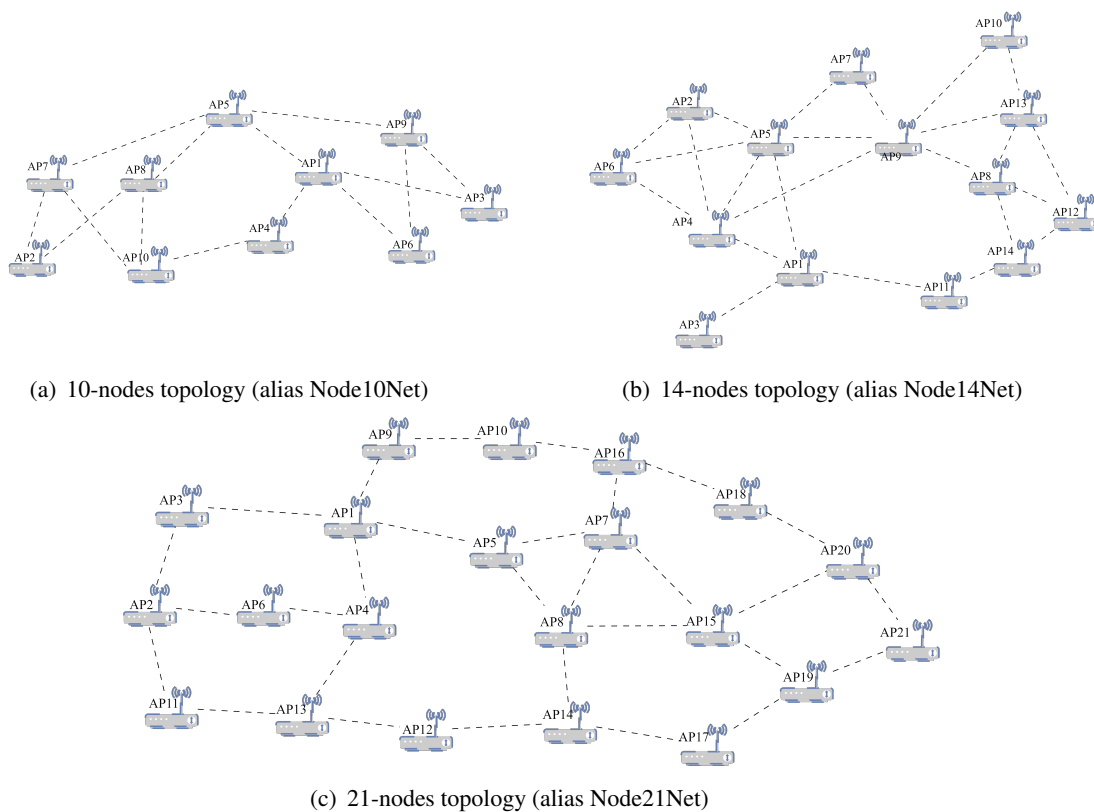 AP5
AP9
AP7
AP8
AP1
AP3
AP4
AP6
AP2
AP10
(a) 10-nodes topology (alias Node10Net)
AP10
AP7
AP2
AP13
AP5
AP9
AP6
AP8
AP4
AP12
AP14
AP1
AP11
AP3
(b) 14-nodes topology (alias Node14Net)
AP9
AP10
AP16
AP3
AP18
AP1
AP7
AP5
AP20
AP2
AP6
AP4
AP8
AP15
AP21
AP19
AP11
AP13
AP14
AP12
AP17
(c) 21-nodes topology (alias Node21Net)